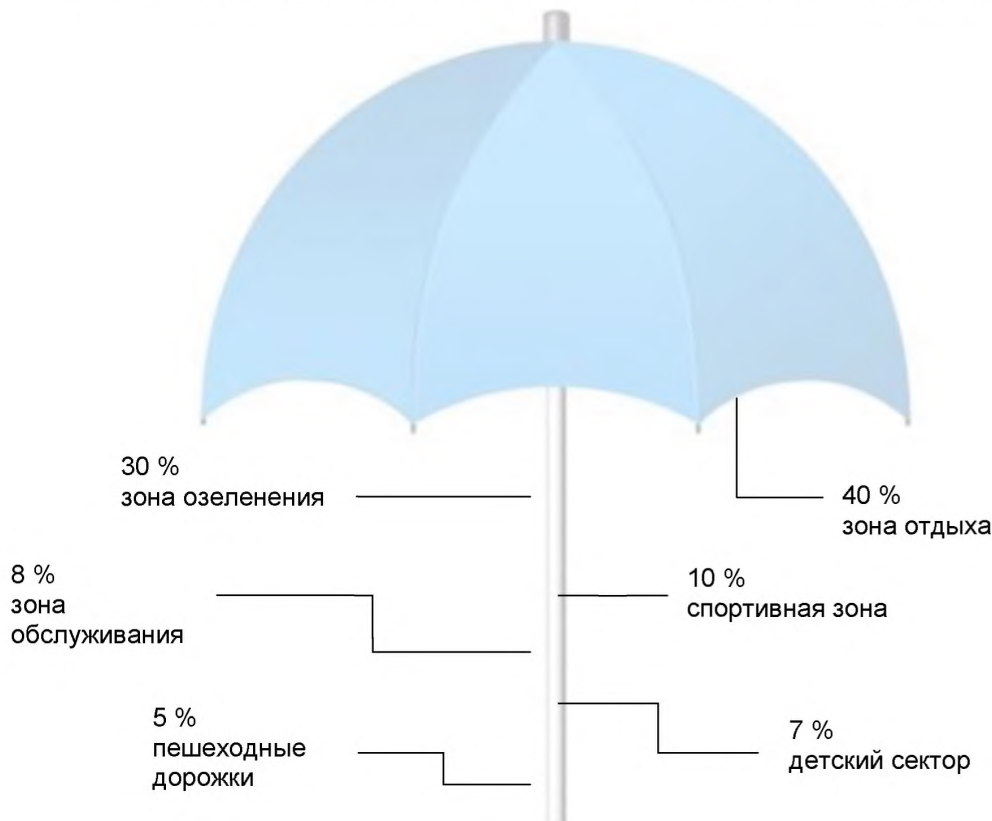 30 %
зона озеленения
40 %
зона отдыха
8 %
зона
обслуживания
10 %
спортивная зона
5 %
пешеходные
дорожки
7 %
детский сектор